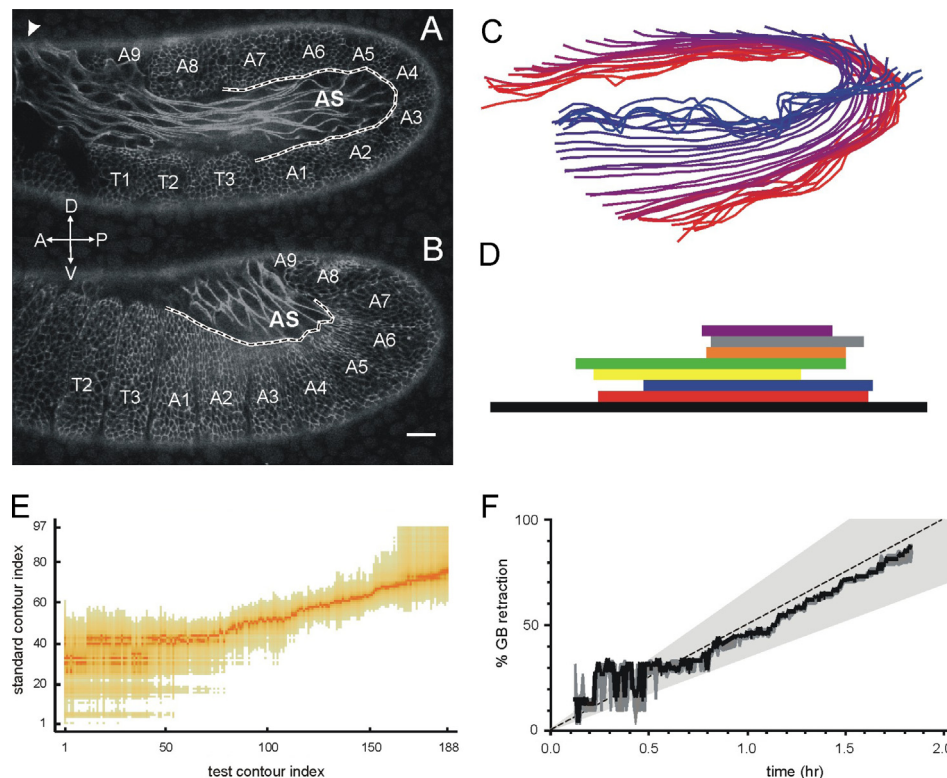 A
A9
A8
A7
A6
A5
A4
A3
AS
A2
A1
T1
T2
T3
D
A
P
V
B
A9
A8
A7
AS
A6
A5
A4
A3
A2
A1
T3
T2
C
D
E
standard contour index
97
80
60
40
20
1
1
50
100
150
188
test contour index
F
% GB retraction
100
50
0
0.0
0.5
1.0
1.5
2.0
time (hr)